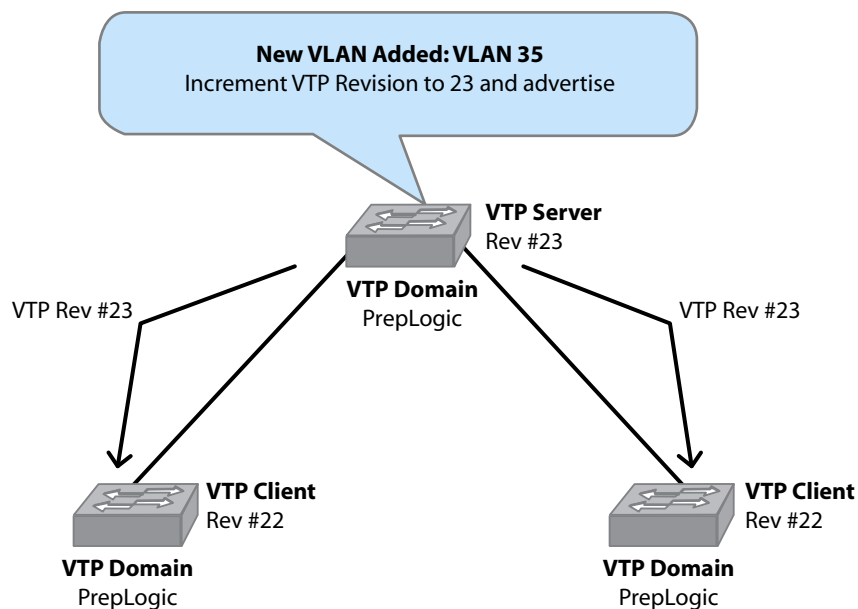 New VLAN Added: VLAN 35
Increment VTP Revision to 23 and advertise
VTP Server
Rev #23
VTP Domain
PrepLogic
VTP Rev #23
VTP Rev #23
VTP Client
Rev #22
VTP Domain
PrepLogic
VTP Client
Rev #22
VTP Domain
PrepLogic